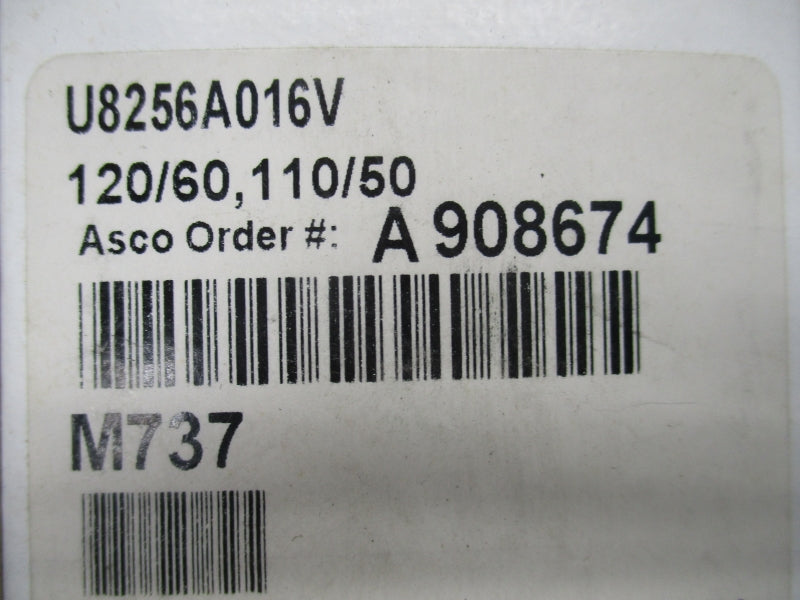 U8256A016V
120/60,110/50
Asco Order #: A 908674
M737